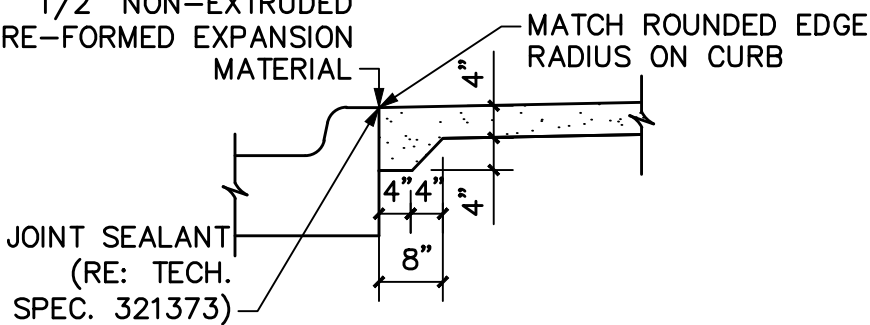 1/2" NON-EXTRUDED
RE-FORMED EXPANSION
MATERIAL
MATCH ROUNDED EDGE
RADIUS ON CURB
4"
4" 4"
4"
8"
JOINT SEALANT
(RE: TECH.
SPEC. 321373)